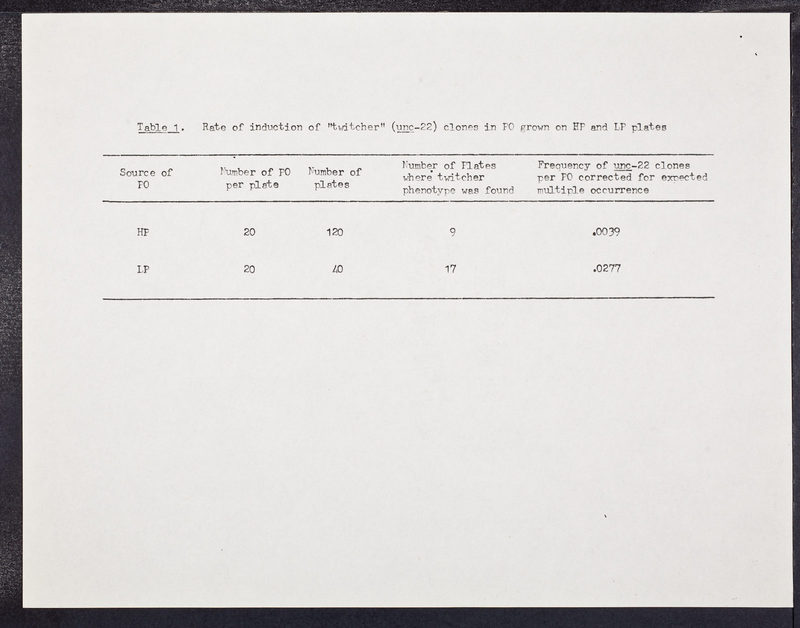 Table 1. Rate of induction of "twitcher" (unc-22) clones in PO grown on HP and LP plates
Source of PO
Number of PO per plate
Number of plates
Number of Plates where twitcher phenotype was found
Frequency of unc-22 clones per PO corrected for expected multiple occurrence
HP 20 120 9 .0039
LP 20 40 17 .0277